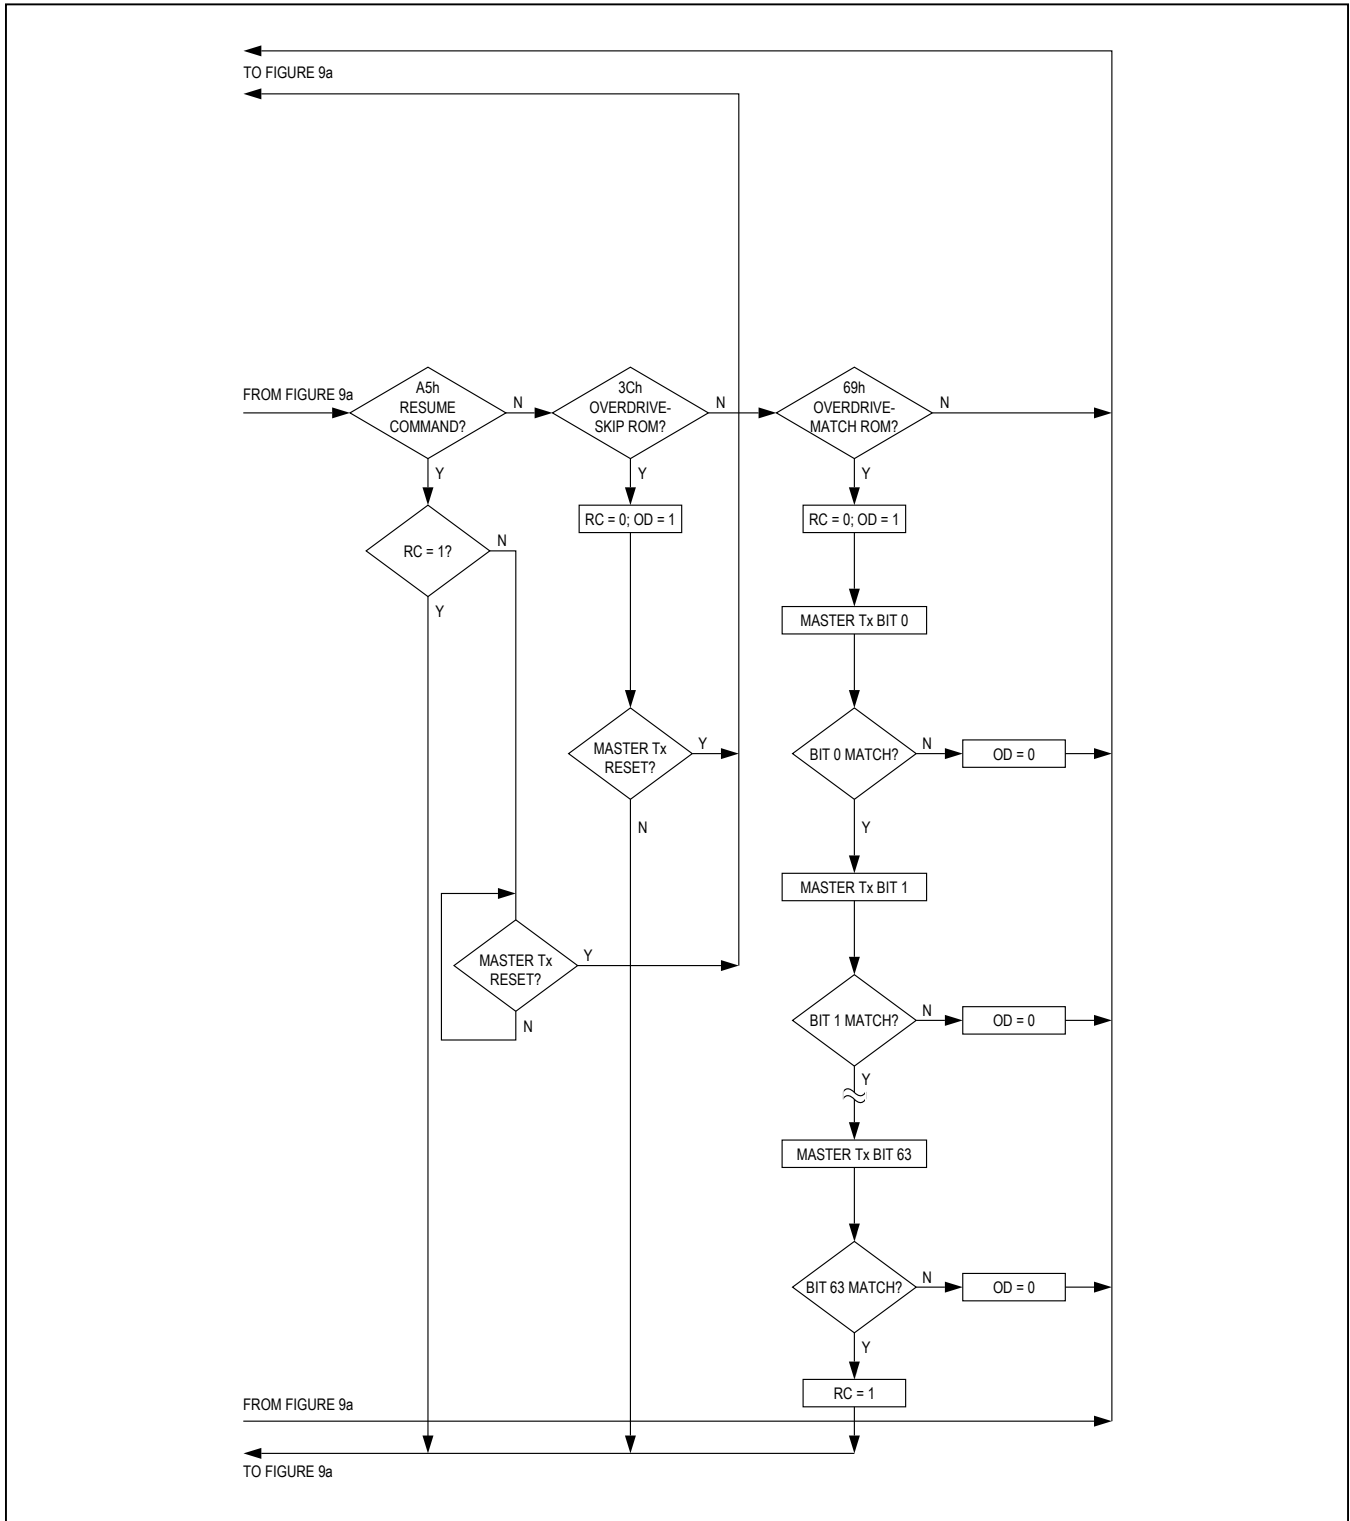 TO FIGURE 9a
FROM FIGURE 9a
A5h
RESUME
COMMAND?
N
3Ch
OVERDRIVE-
SKIP ROM?
N
69h
OVERDRIVE-
MATCH ROM?
N
Y
Y
Y
RC = 1?
N
Y
RC = 0; OD = 1
RC = 0; OD = 1
MASTER Tx BIT 0
MASTER Tx
RESET?
Y
N
BIT 0 MATCH?
N
OD = 0
Y
MASTER Tx BIT 1
MASTER Tx
RESET?
Y
N
BIT 1 MATCH?
N
OD = 0
Y
MASTER Tx BIT 63
BIT 63 MATCH?
N
OD = 0
Y
RC = 1
FROM FIGURE 9a
TO FIGURE 9a